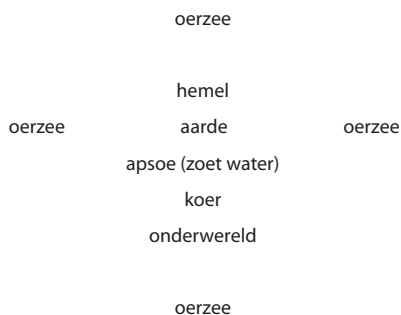 oerzee
hemel
oerzee aarde oerzee
apsoe (zoet water)
koer
onderwereld
oerzee